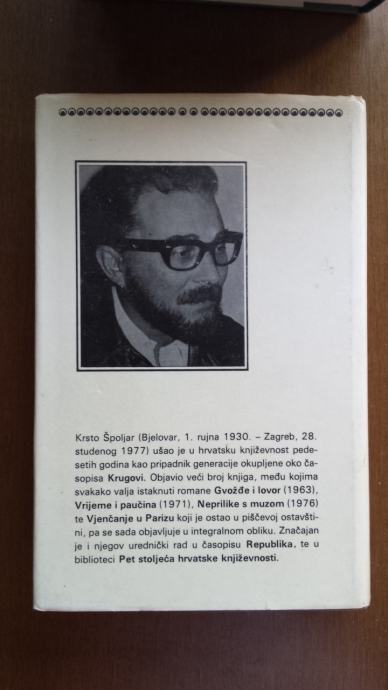 Krsto Špoljar (Bjelovar, 1. rujna 1930. – Zagreb, 28.
studenog 1977) ušao je u hrvatsku književnost pede-
setih godina kao pripadnik generacije okupljene oko ča-
sopisa Krugovi. Objavio veći broj knjiga, među kojima
svakako valja istaknuti romane Gvožđe i lovor (1963),
Vrijeme i paučina (1971), Neprilike s muzom (1976)
te Vjenčanje u Parizu koji je ostao u piščevoj ostavšti-
ni, pa se sada objavljuje u integralnom obliku. Značajan
je i njegov urednički rad u časopisu Republika, te u
biblioteci Pet stoljeća hrvatske književnosti.